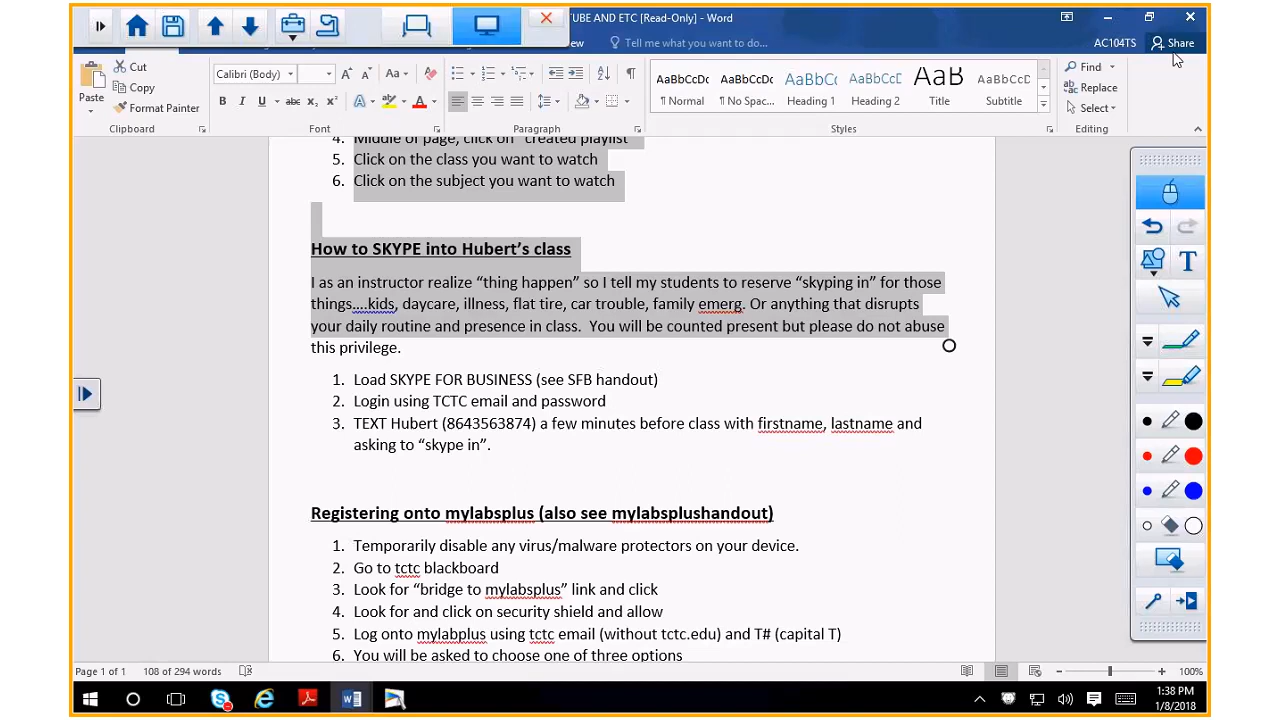 TUBE AND ETC [Read-Only] - Word
ew
Tell me what you want to do...
AC104TS
Share
Paste
Cut
Copy
Format Painter
Clipboard
Calibri (Body)
Font
Paragraph
AaBbCcDc
AaBbCcDc
AaBbCc
AaBbCcD
AaB
AaBbCcD
¶ Normal
¶ No Spac...
Heading 1
Heading 2
Title
Subtitle
Styles
Find
Replace
Select
Editing
4. Middle of page, click on “created playlist”
5. Click on the class you want to watch
6. Click on the subject you want to watch
How to SKYPE into Hubert’s class
I as an instructor realize “thing happen” so I tell my students to reserve “skyping in” for those
things....kids, daycare, illness, flat tire, car trouble, family emerg. Or anything that disrupts
your daily routine and presence in class. You will be counted present but please do not abuse
this privilege.
1. Load SKYPE FOR BUSINESS (see SFB handout)
2. Login using TCTC email and password
3. TEXT Hubert (8643563874) a few minutes before class with firstname, lastname and
asking to “skype in”.
Registering onto mylabsplus (also see mylabsplushandout)
1. Temporarily disable any virus/malware protectors on your device.
2. Go to tctc blackboard
3. Look for “bridge to mylabsplus” link and click
4. Look for and click on security shield and allow
5. Log onto mylabplus using tctc email (without tctc.edu) and T# (capital T)
6. You will be asked to choose one of three options
Page 1 of 1
108 of 294 words
100%
1:38 PM
1/8/2018